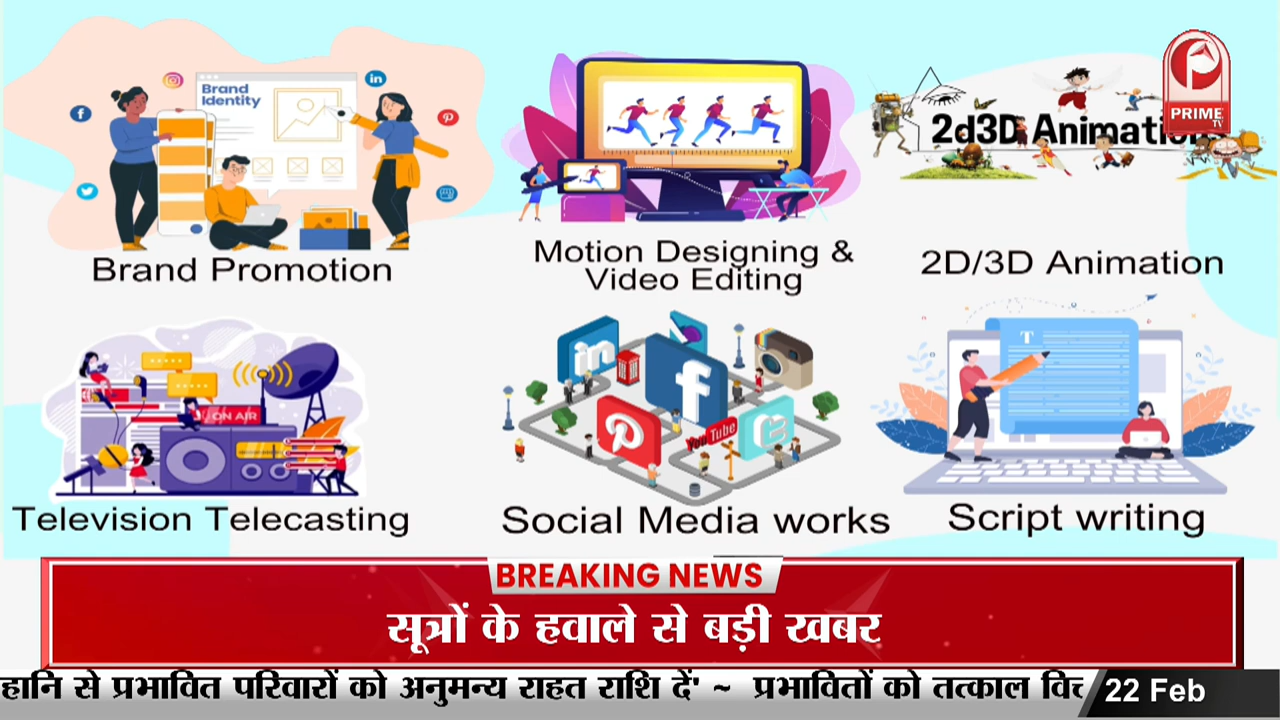 Brand
Identity
2d3D Animati
PRIME
TV
Brand Promotion
Motion Designing &
Video Editing
2D/3D Animation
ON AIR
in
f
YouTube
T
Television Telecasting
Social Media works
Script writing
BREAKING NEWS
सूत्रों के हवाले से बड़ी खबर
हानि से प्रभावित परिवारों को अनुमन्य राहत राशि दें' ~ प्रभावितों को तत्काल
22 Feb